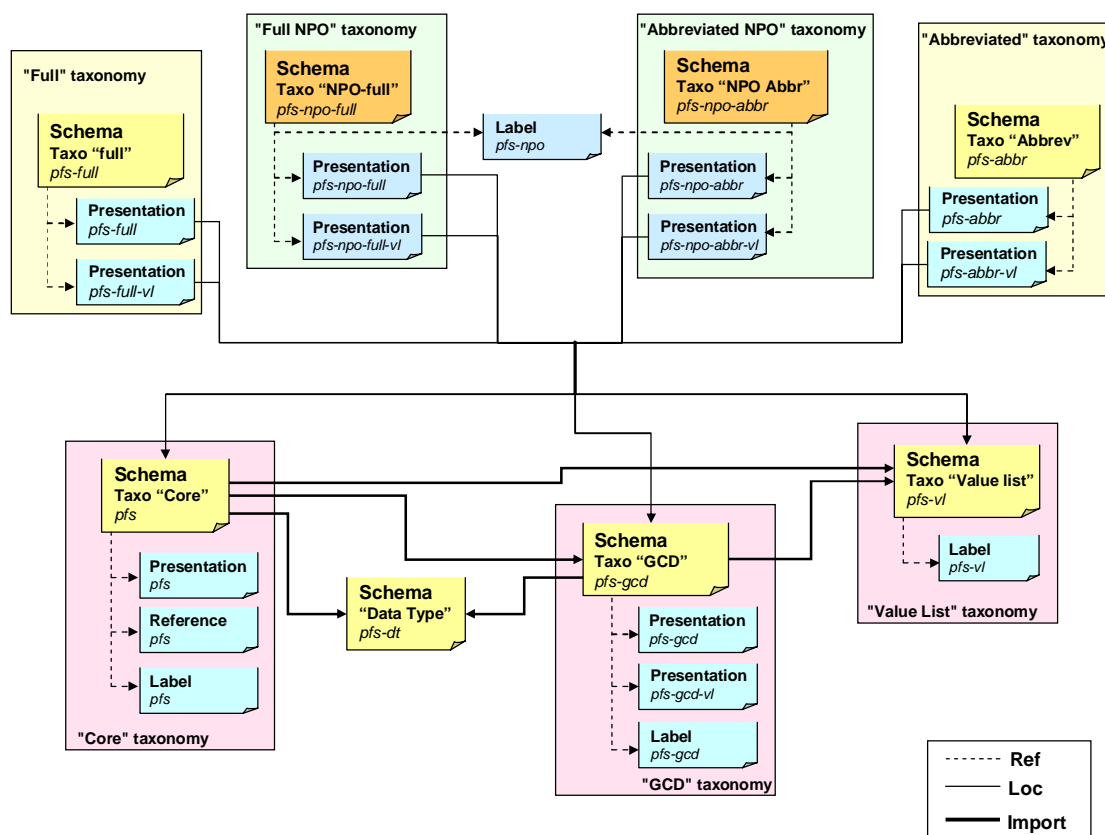 "Full" taxonomy
Schema
Taxo “full”
pfs-full
Presentation
pfs-full
Presentation
pfs-full-vl
"Full NPO" taxonomy
Schema
Taxo “NPO-full”
pfs-npo-full
Presentation
pfs-npo-full
Presentation
pfs-npo-full-vl
Label
pfs-npo
"Abbreviated NPO" taxonomy
Schema
Taxo “NPO Abbr”
pfs-npo-abbr
Presentation
pfs-npo-abbr
Presentation
pfs-npo-abbr-vl
"Abbreviated" taxonomy
Schema
Taxo “Abbrev”
pfs-abbr
Presentation
pfs-abbr
Presentation
pfs-abbr-vl
Schema
Taxo “Core”
pfs
Presentation
pfs
Reference
pfs
Label
pfs
"Core" taxonomy
Schema
“Data Type”
pfs-dt
Schema
Taxo “GCD”
pfs-gcd
Presentation
pfs-gcd
Presentation
pfs-gcd-vl
Label
pfs-gcd
"GCD" taxonomy
Schema
Taxo “Value list”
pfs-vl
Label
pfs-vl
"Value List" taxonomy
Ref
Loc
Import